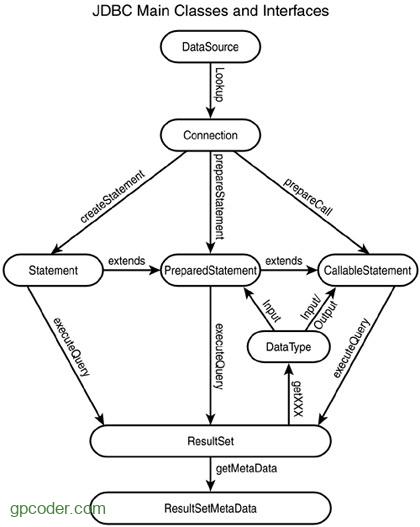 JDBC Main Classes and Interfaces
DataSource
Lookup
Connection
createStatement
prepareStatement
prepareCall
Statement
extends
PreparedStatement
extends
CallableStatement
executeQuery
executeQuery
Input
Input/
Output
DataType
executeQuery
getXXX
ResultSet
getMetaData
ResultSetMetaData
gpcoder.com